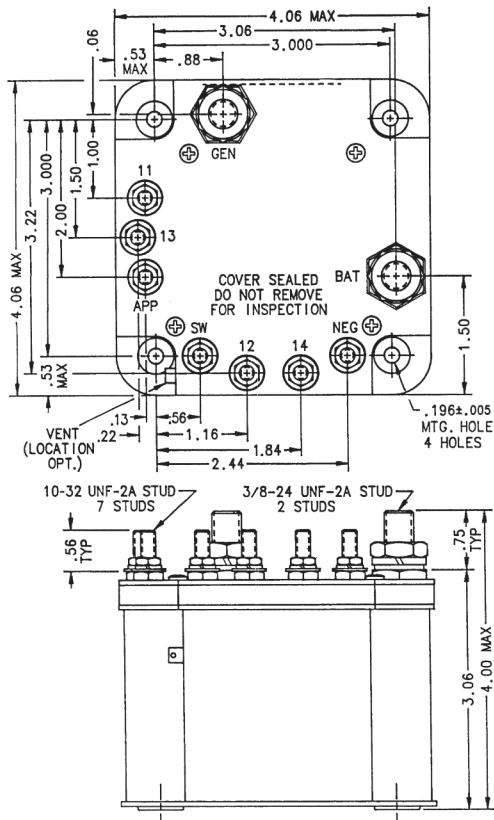 4.06 MAX
3.06
3.000
.06
.53
MAX
.88
GEN
11
1.00
1.50
2.00
3.000
3.22
4.06 MAX
13
APP
COVER SEALED
DO NOT REMOVE
FOR INSPECTION
BAT
1.50
SW
12
14
NEG
.53
MAX
VENT
(LOCATION
OPT.)
.13
.22
.56
1.16
1.84
2.44
.196±.005
MTG. HOLE
4 HOLES
10-32 UNF-2A STUD
7 STUDS
3/8-24 UNF-2A STUD
2 STUDS
.56
TYP
.75
TYP
3.06
4.00 MAX